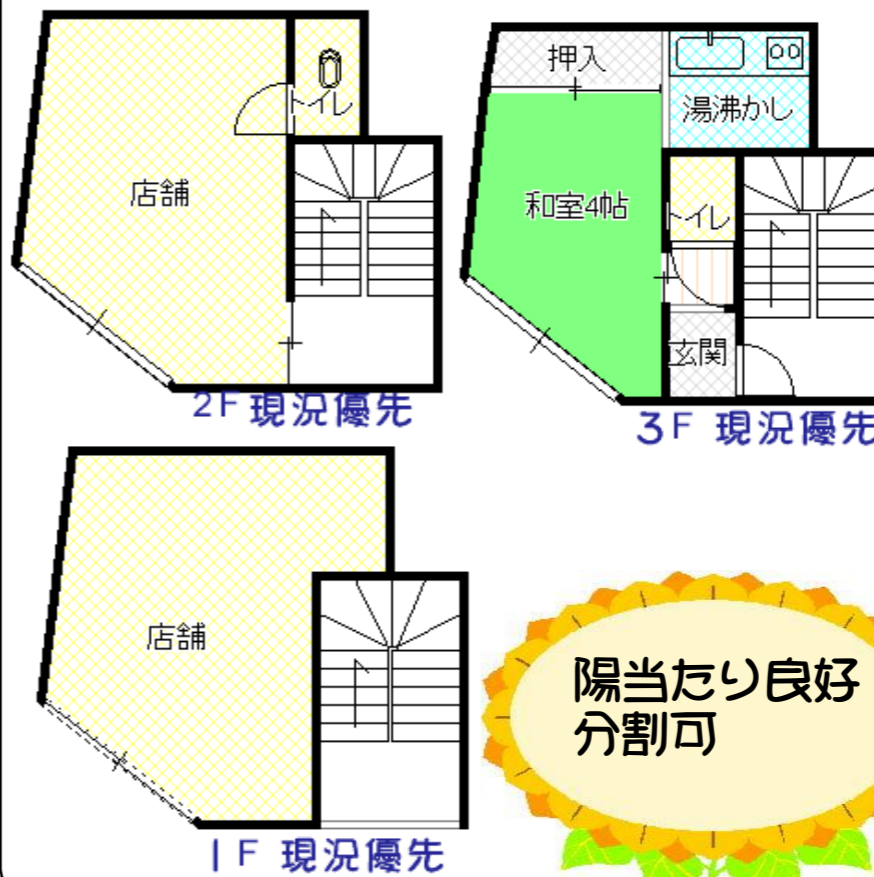 店舗
トイレ
2F 現況優先
押入
湯沸かし
和室4帖
トイレ
玄関
3F 現況優先
店舗
1F 現況優先
陽当たり良好
分割可